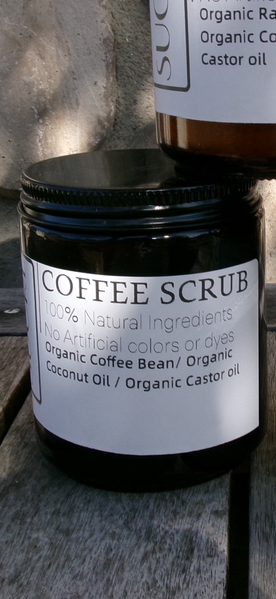 SUG
Organic Ra
Organic Co
Castor oil
COFFEE SCRUB
100% Natural Ingredients
No Artificial colors or dyes
Organic Coffee Bean/ Organic
Coconut Oil / Organic Castor oil